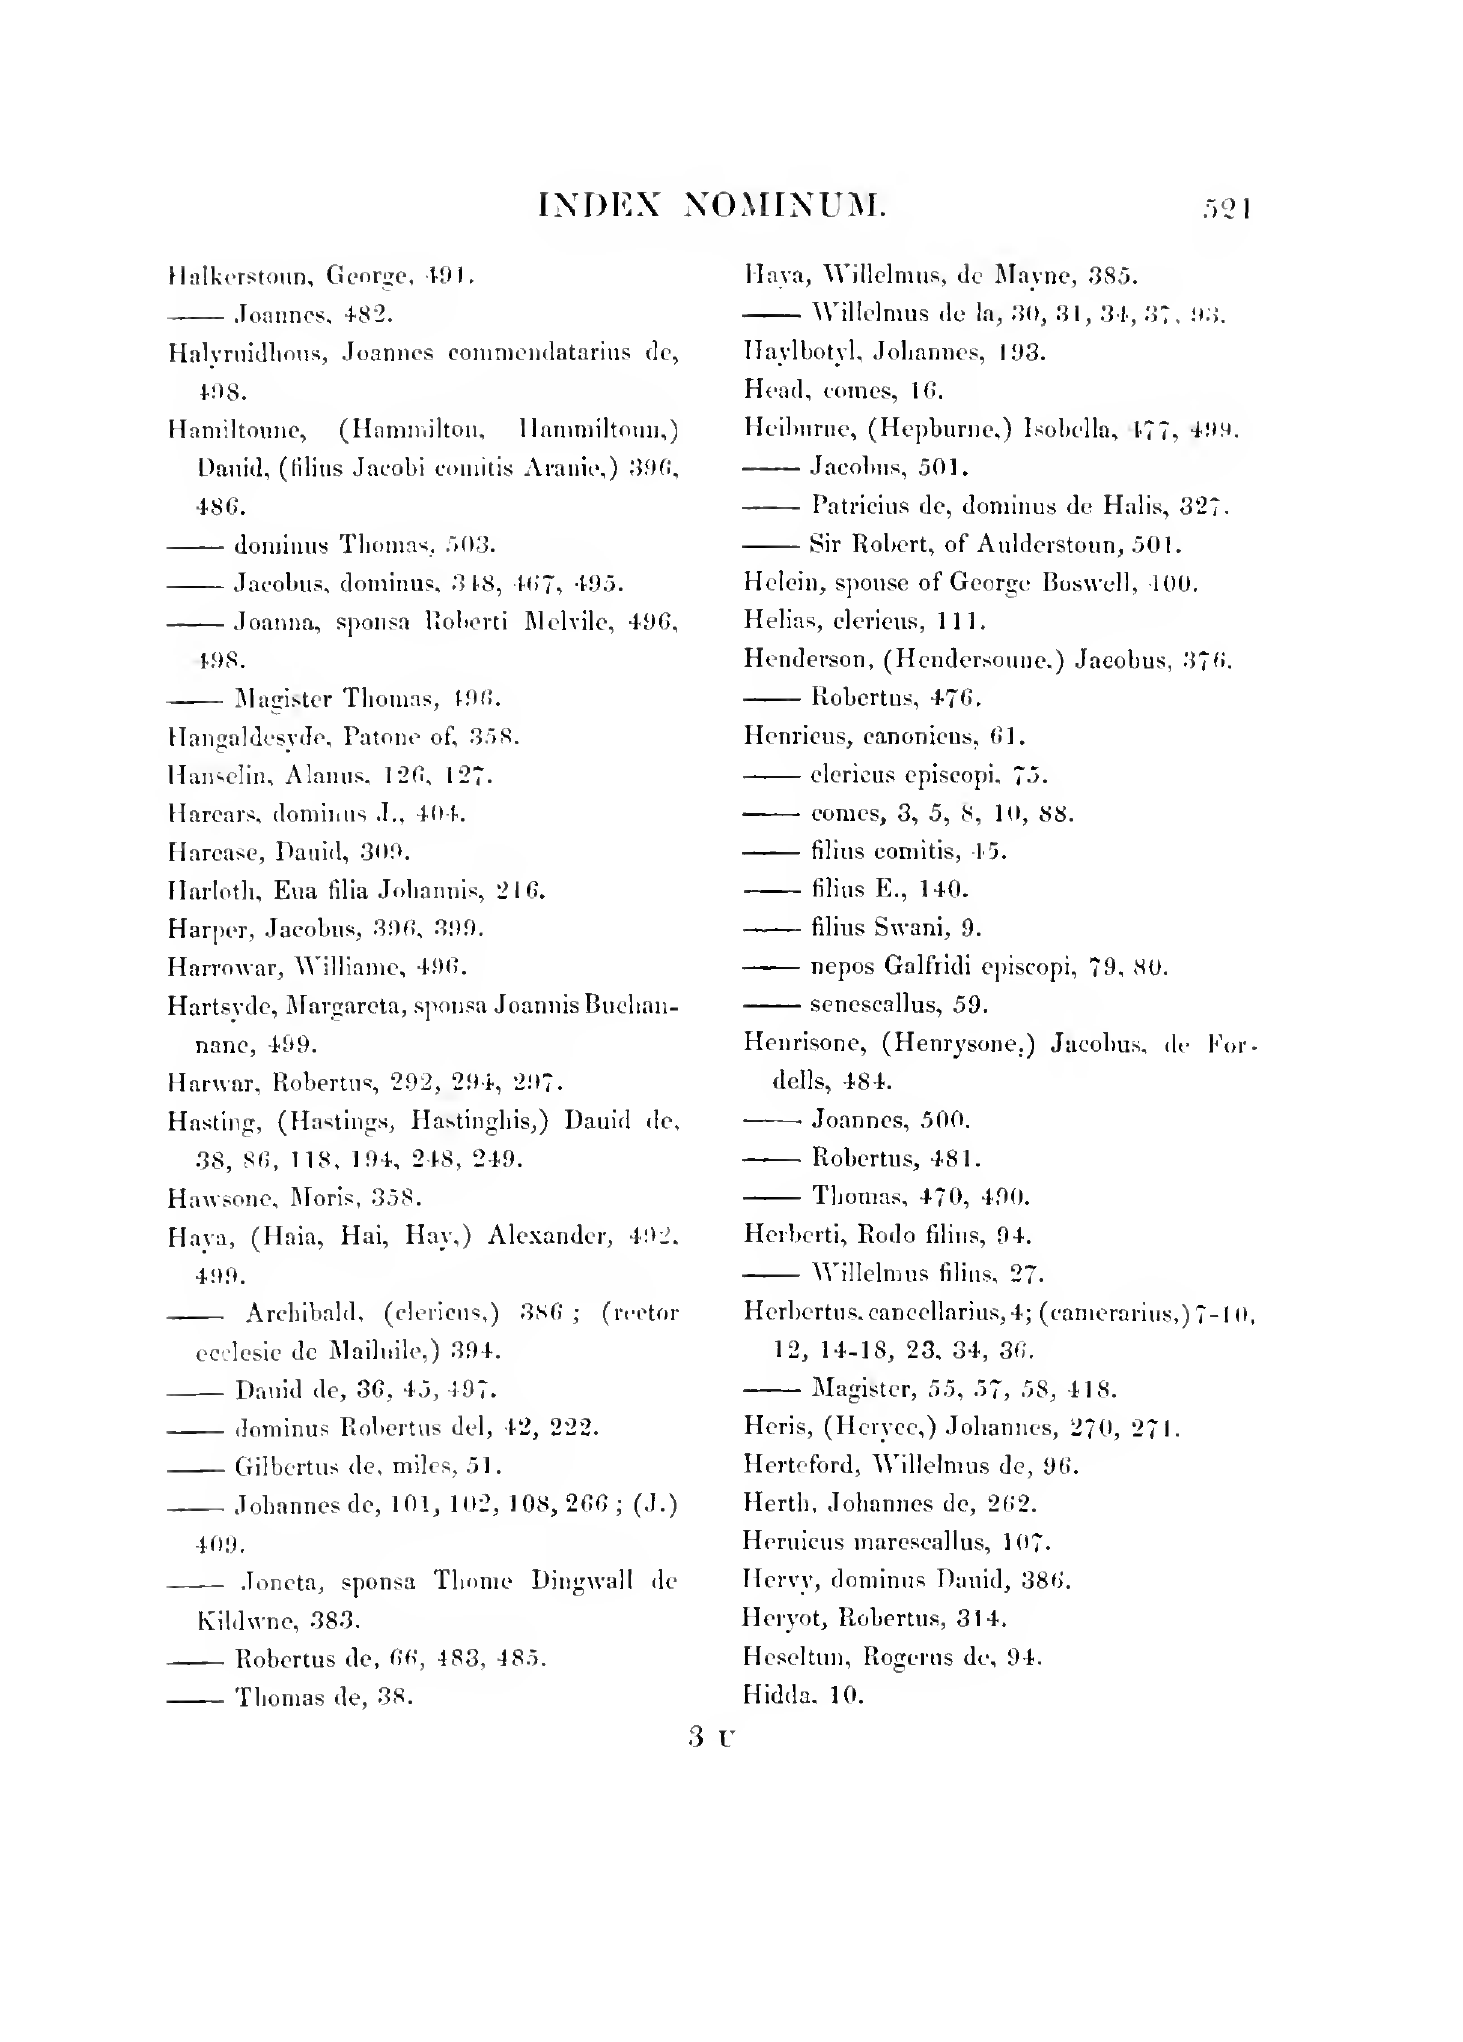 INDEX NOMINUM. 521
Halkerstoun, George, 491.
—— Joannes, 482.
Halyruidhous, Joannes commendatarius de,
498.
Hamiltoune, (Hammilton, Hammiltoun,)
Dauid, (filius Jacobi comitis Aranie,) 396,
486.
—— dominus Thomas, 503.
—— Jacobus, dominus, 348, 467, 495.
—— Joanna, sponsa Roberti Melvile, 496,
498.
—— Magister Thomas, 496.
Hangaldesyde, Patone of, 358.
Hanselin, Alanus, 126, 127.
Harcars, dominus J., 404.
Harcase, Dauid, 309.
Harloth, Eua filia Johannis, 216.
Harper, Jacobus, 396, 399.
Harrowar, Williame, 496.
Hartsyde, Margareta, sponsa Joannis Buchan-
nane, 499.
Harwar, Robertus, 292, 294, 297.
Hasting, (Hastings, Hastinghis,) Dauid de,
38, 86, 118, 194, 248, 249.
Hawsone, Moris, 358.
Haya, (Haia, Hai, Hay,) Alexander, 492,
499.
—— Archibald, (clericus,) 386 ; (rector
ecclesie de Mailuile,) 394.
—— Dauid de, 36, 45, 497.
—— dominus Robertus del, 42, 222.
—— Gilbertus de, miles, 51.
—— Johannes de, 101, 102, 108, 266 ; (J.)
409.
—— Joneta, sponsa Thome Dingwall de
Kildwne, 383.
—— Robertus de, 66, 483, 485.
—— Thomas de, 38.
Haya, Willelmus, de Mayne, 385.
—— Willelmus de la, 30, 31, 34, 37, 93.
Haylbotyl, Johannes, 193.
Head, comes, 16.
Heiburne, (Hepburne,) Isobella, 477, 499.
—— Jacobus, 501.
—— Patricius de, dominus de Halis, 327.
—— Sir Robert, of Aulderstoun, 501.
Helein, spouse of George Boswell, 400.
Helias, clericus, 111.
Henderson, (Hendersoune,) Jacobus, 376.
—— Robertus, 476.
Henricus, canonicus, 61.
—— clericus episcopi, 75.
—— comes, 3, 5, 8, 10, 88.
—— filius comitis, 45.
—— filius E., 140.
—— filius Swani, 9.
—— nepos Galfridi episcopi, 79, 80.
—— senescallus, 59.
Henrisone, (Henrysone,) Jacobus, de For-
dells, 484.
—— Joannes, 500.
—— Robertus, 481.
—— Thomas, 470, 490.
Herberti, Rodo filius, 94.
—— Willelmus filius, 27.
Herbertus, cancellarius, 4; (camerarius,) 7-10,
12, 14-18, 23, 34, 36.
—— Magister, 55, 57, 58, 418.
Heris, (Heryce,) Johannes, 270, 271.
Herteford, Willelmus de, 96.
Herth, Johannes de, 262.
Heruicus marescallus, 107.
Hervy, dominus Dauid, 386.
Heryot, Robertus, 314.
Heseltun, Rogerus de, 94.
Hidda, 10.
3 U